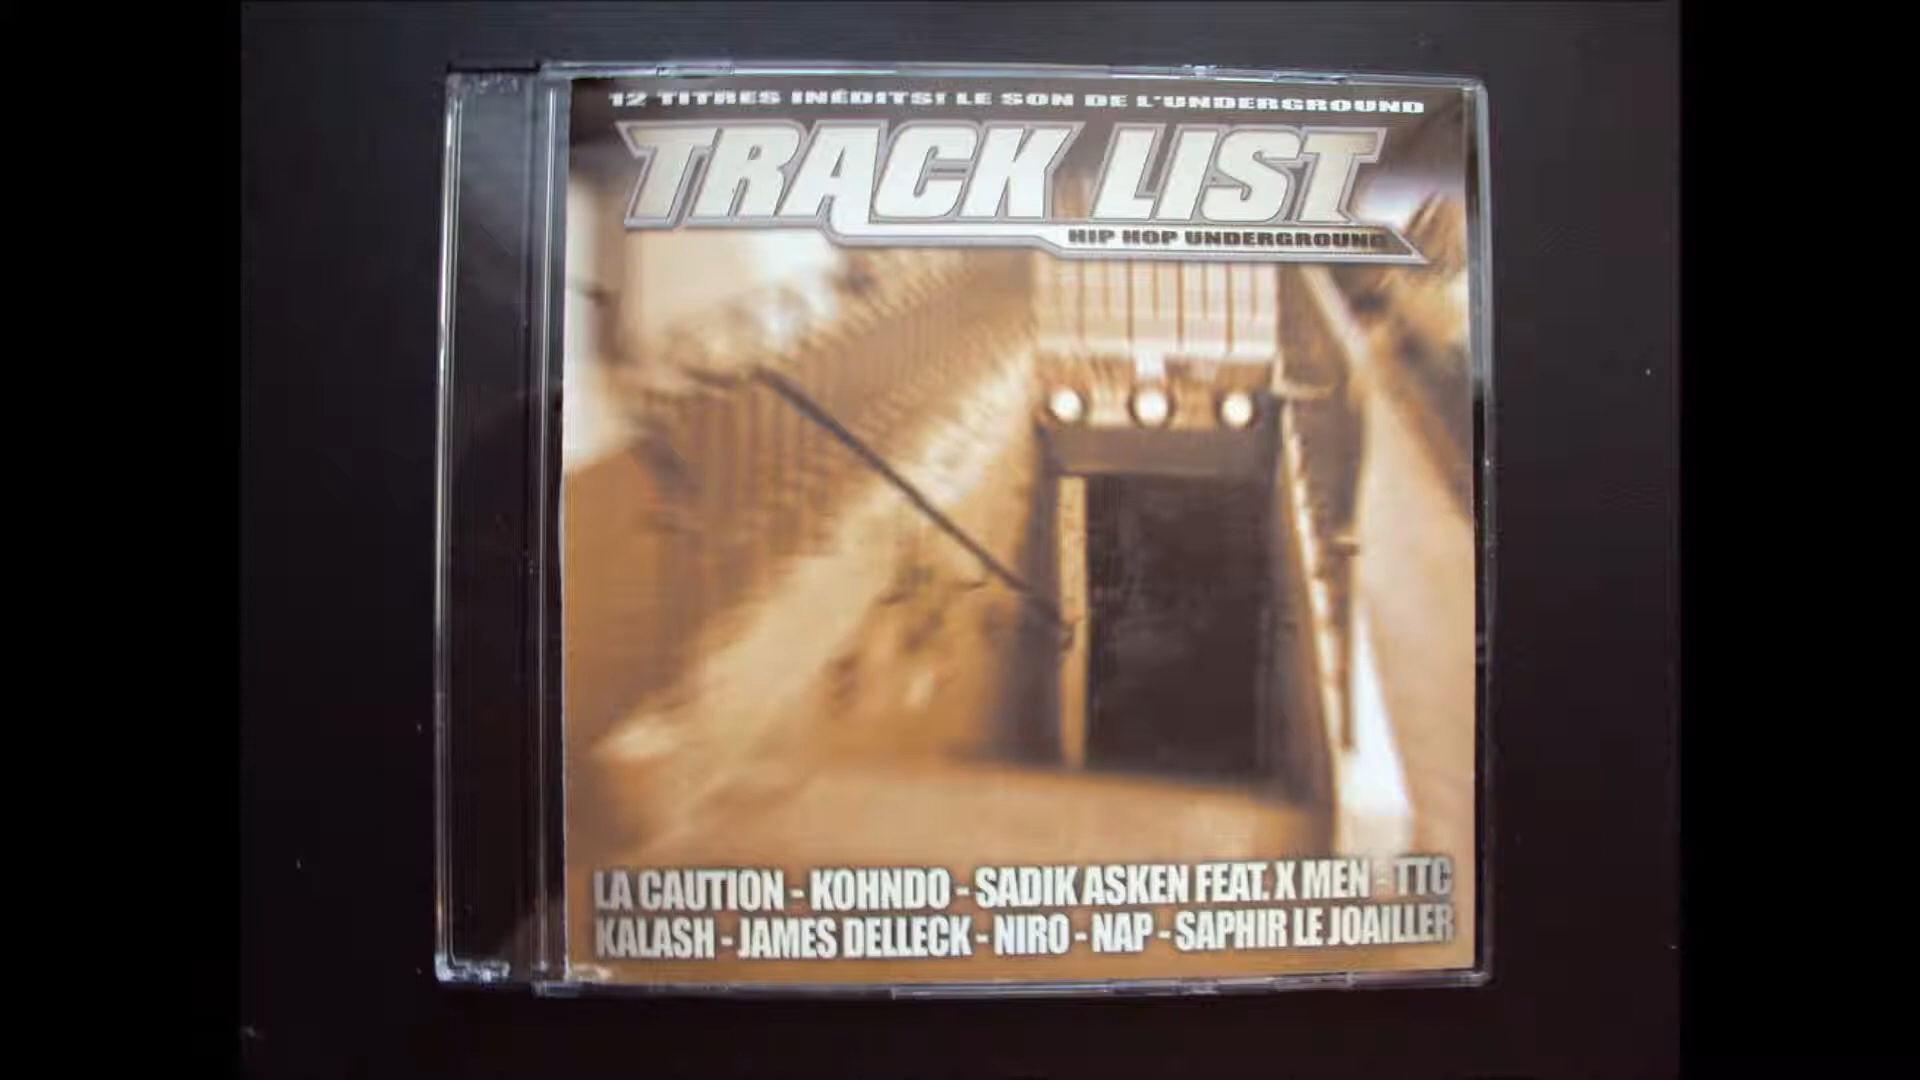 12 TITRES INÉDITS! LE SON DE L'UNDERGROUND
TRACK LIST
HIP HOP UNDERGROUND
LA CAUTION - KOHNDO - SADIK ASKEN FEAT. X MEN - TTC
KALASH - JAMES DELLECK - NIRO - NAP - SAPHIR LE JOAILLER